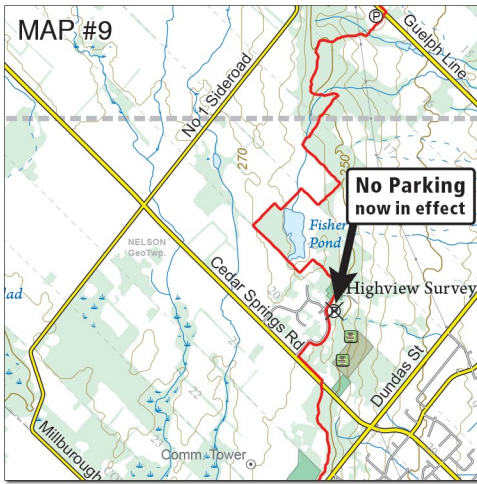 MAP #9
P
Guelph Line
No 1 Sideroad
270
250
No Parking
now in effect
Fisher
Pond
NELSON
GeoTwp.
Cedar Springs Rd
Highview Survey
P
Dundas St
Millborough
Comm. Tower